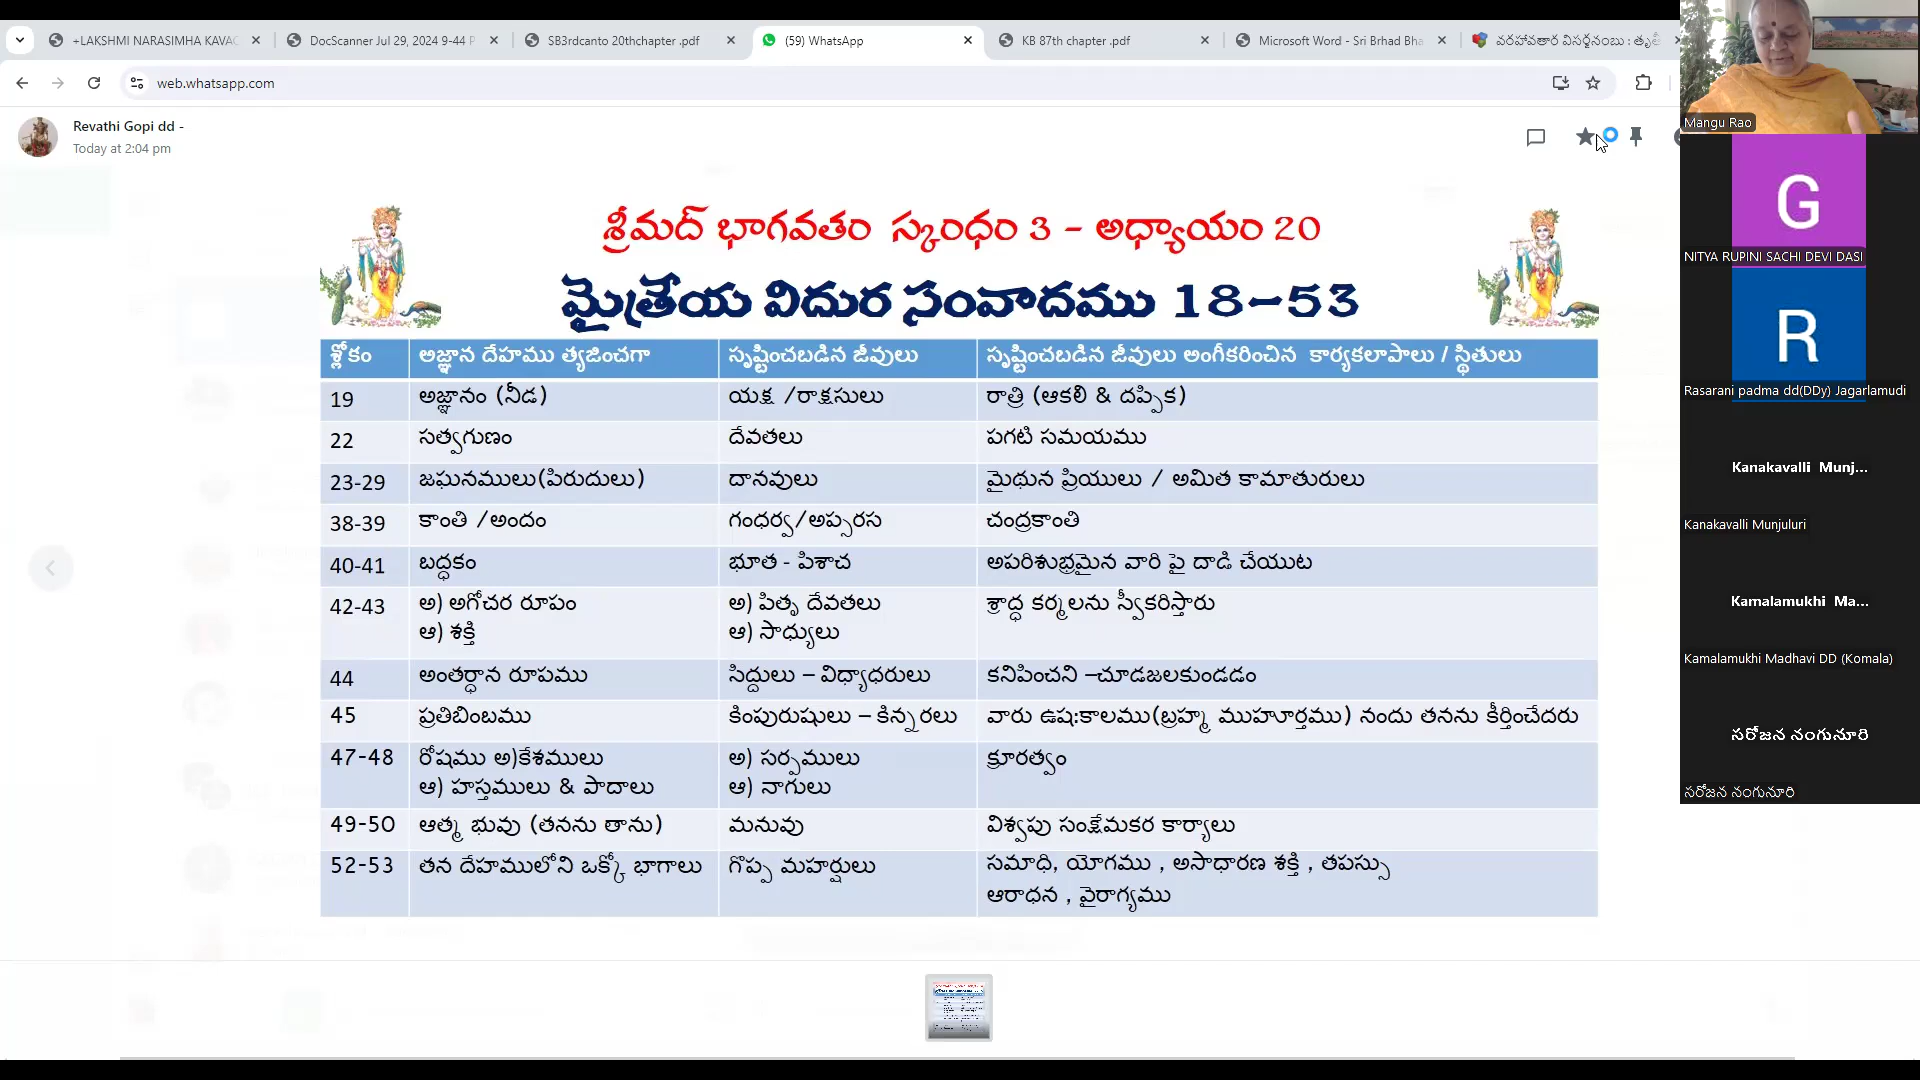 +LAKSHMI NARASIMHA KAVAC
DocScanner Jul 29, 2024 9-44 P
SB3rdcanto 20thchapter .pdf
(59) WhatsApp
KB 87th chapter .pdf
Microsoft Word - Sri Brhad Bha
వరహావతార విసర్జనంబు : తృతీ
web.whatsapp.com
Revathi Gopi dd -
Today at 2:04 pm
శ్రీమద్ భాగవతం స్కంధం 3 - అధ్యాయం 20
మైత్రేయ విదుర సంవాదము 18-53
శ్లోకం అజ్ఞాన దేహము త్యజించగా సృష్టించబడిన జీవులు సృష్టించబడిన జీవులు అంగీకరించిన కార్యకలాపాలు / స్థితులు
19 అజ్ఞానం (నీడ) యక్ష /రాక్షసులు రాత్రి (ఆకలి & దప్పిక)
22 సత్వగుణం దేవతలు పగటి సమయము
23-29 జఘనములు(పిరుదులు) దానవులు మైథున ప్రియులు / అమిత కామాతురులు
38-39 కాంతి /అందం గంధర్వ/అప్సరస చంద్రకాంతి
40-41 బద్ధకం భూత - పిశాచ అపరిశుభ్రమైన వారి పై దాడి చేయుట
42-43 అ) అగోచర రూపం అ) పితృ దేవతలు శ్రాద్ధ కర్మలను స్వీకరిస్తారు
ఆ) శక్తి ఆ) సాధ్యులు
44 అంతర్ధాన రూపము సిద్దులు – విధ్యాధరులు కనిపించని –చూడజలకుండడం
45 ప్రతిబింబము కింపురుషులు – కిన్నరలు వారు ఉషఃకాలము(బ్రహ్మ ముహూర్తము) నందు తనను కీర్తించేదరు
47-48 రోషము అ)కేశములు అ) సర్పములు క్రూరత్వం
ఆ) హస్తములు & పాదాలు ఆ) నాగులు
49-50 ఆత్మ భువు (తనను తాను) మనువు విశ్వపు సంక్షేమకర కార్యాలు
52-53 తన దేహములోని ఒక్కో భాగాలు గొప్ప మహర్షులు సమాధి, యోగము , అసాధారణ శక్తి , తపస్సు
ఆరాధన , వైరాగ్యము
Mangu Rao
G
NITYA RUPINI SACHI DEVI DASI
R
Rasarani padma dd(DDy) Jagarlamudi
Kanakavalli Munj...
Kanakavalli Munjuluri
Kamalamukhi Ma...
Kamalamukhi Madhavi DD (Komala)
సరోజన నంగునూరి
సరోజన నంగునూరి